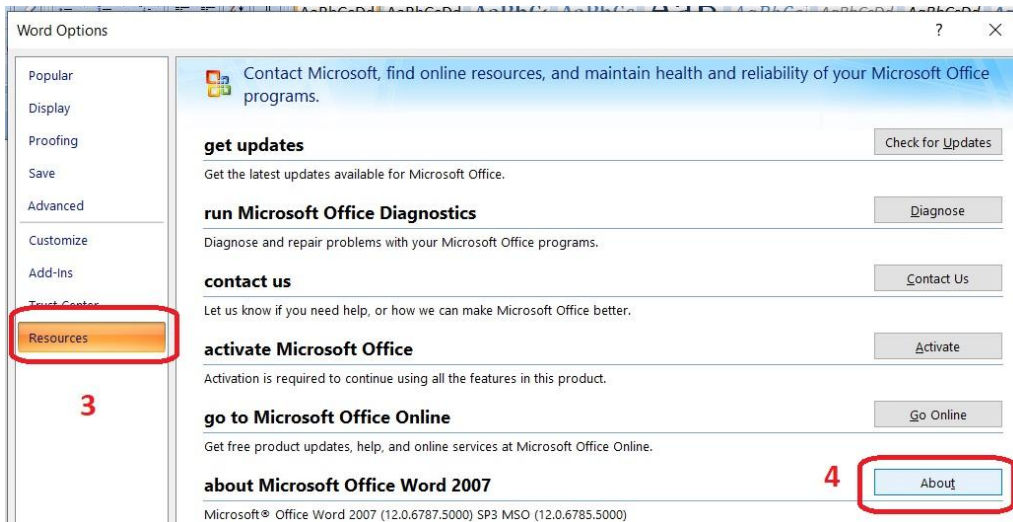 Word Options
?
Popular
Display
Proofing
Save
Advanced
Customize
Add-Ins
Trust Center
Resources
3
Contact Microsoft, find online resources, and maintain health and reliability of your Microsoft Office
programs.
get updates
Check for Updates
Get the latest updates available for Microsoft Office.
run Microsoft Office Diagnostics
Diagnose
Diagnose and repair problems with your Microsoft Office programs.
contact us
Contact Us
Let us know if you need help, or how we can make Microsoft Office better.
activate Microsoft Office
Activate
Activation is required to continue using all the features in this product.
go to Microsoft Office Online
Go Online
Get free product updates, help, and online services at Microsoft Office Online.
about Microsoft Office Word 2007
4
About
Microsoft® Office Word 2007 (12.0.6787.5000) SP3 MSO (12.0.6785.5000)